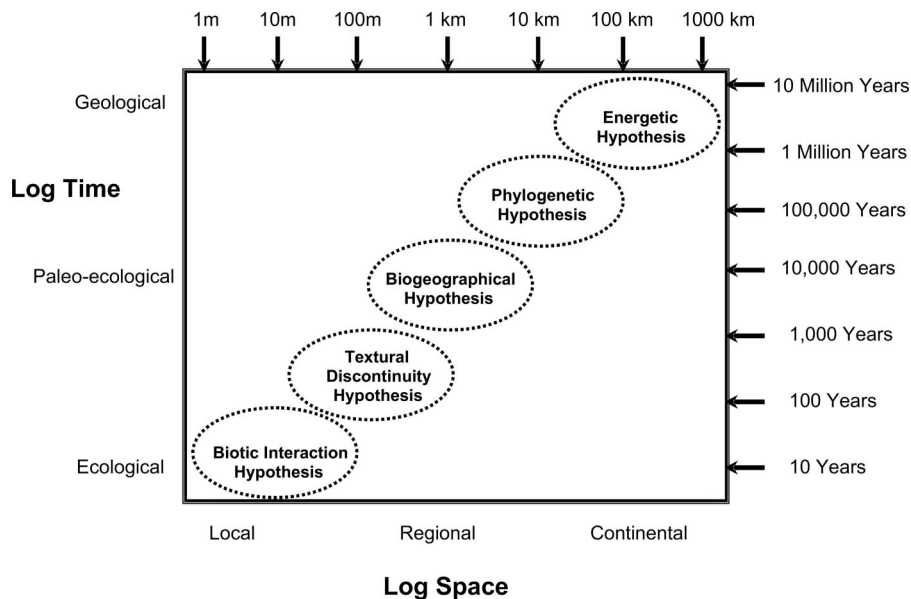 1m 10m 100m 1 km 10 km 100 km 1000 km
Geological
Log Time
Paleo-ecological
Ecological
Energetic
Hypothesis
Phylogenetic
Hypothesis
Biogeographical
Hypothesis
Textural
Discontinuity
Hypothesis
Biotic Interaction
Hypothesis
10 Million Years
1 Million Years
100,000 Years
10,000 Years
1,000 Years
100 Years
10 Years
Local Regional Continental
Log Space